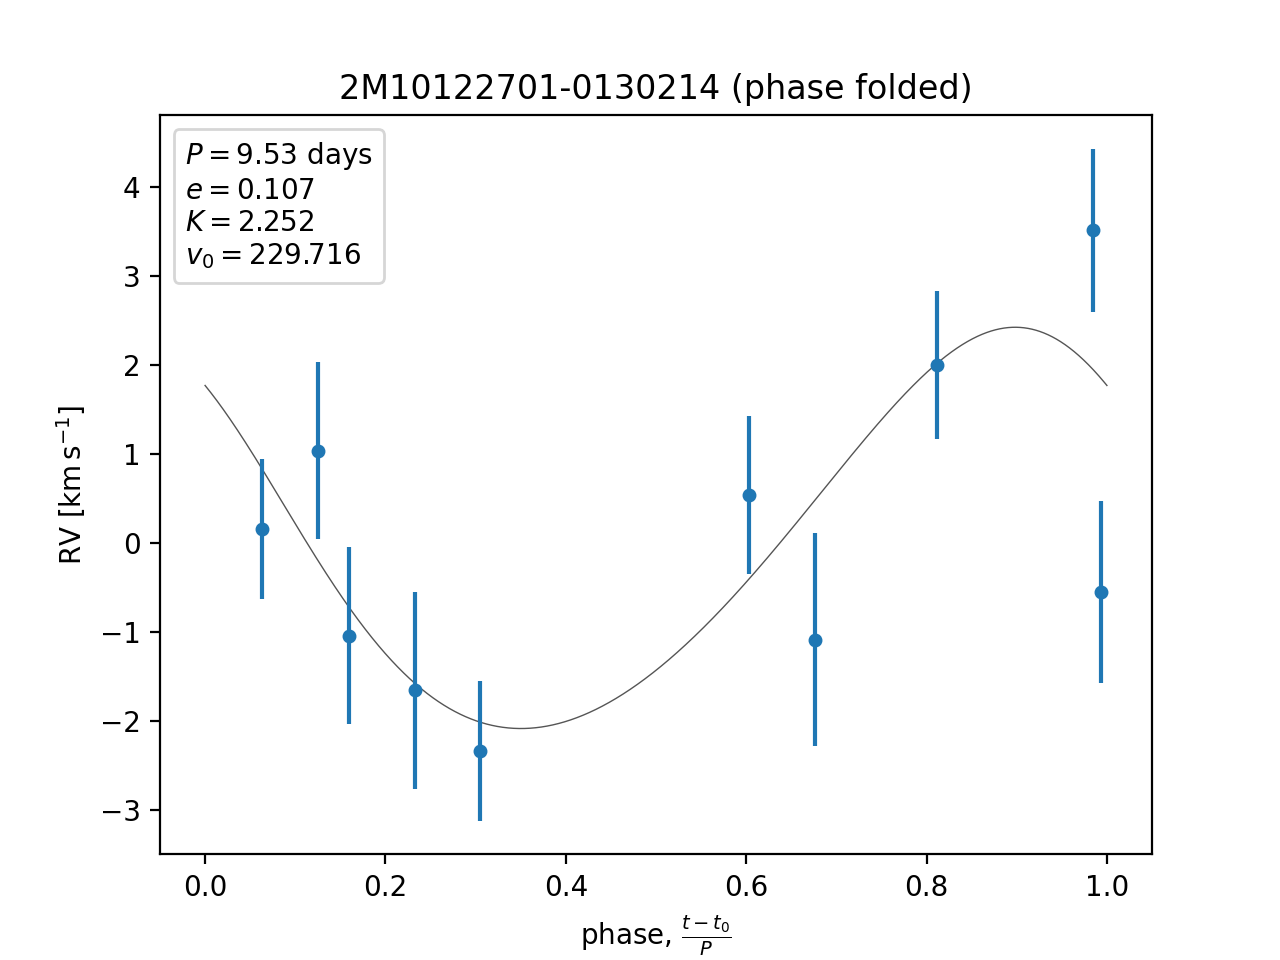 2M10122701-0130214 (phase folded)
P = 9.53 days
e = 0.107
K = 2.252
v₀ = 229.716
4
3
2
1
0
−1
−2
−3
RV [km s⁻¹]
0.0 0.2 0.4 0.6 0.8 1.0
phase, (t − t₀)/P